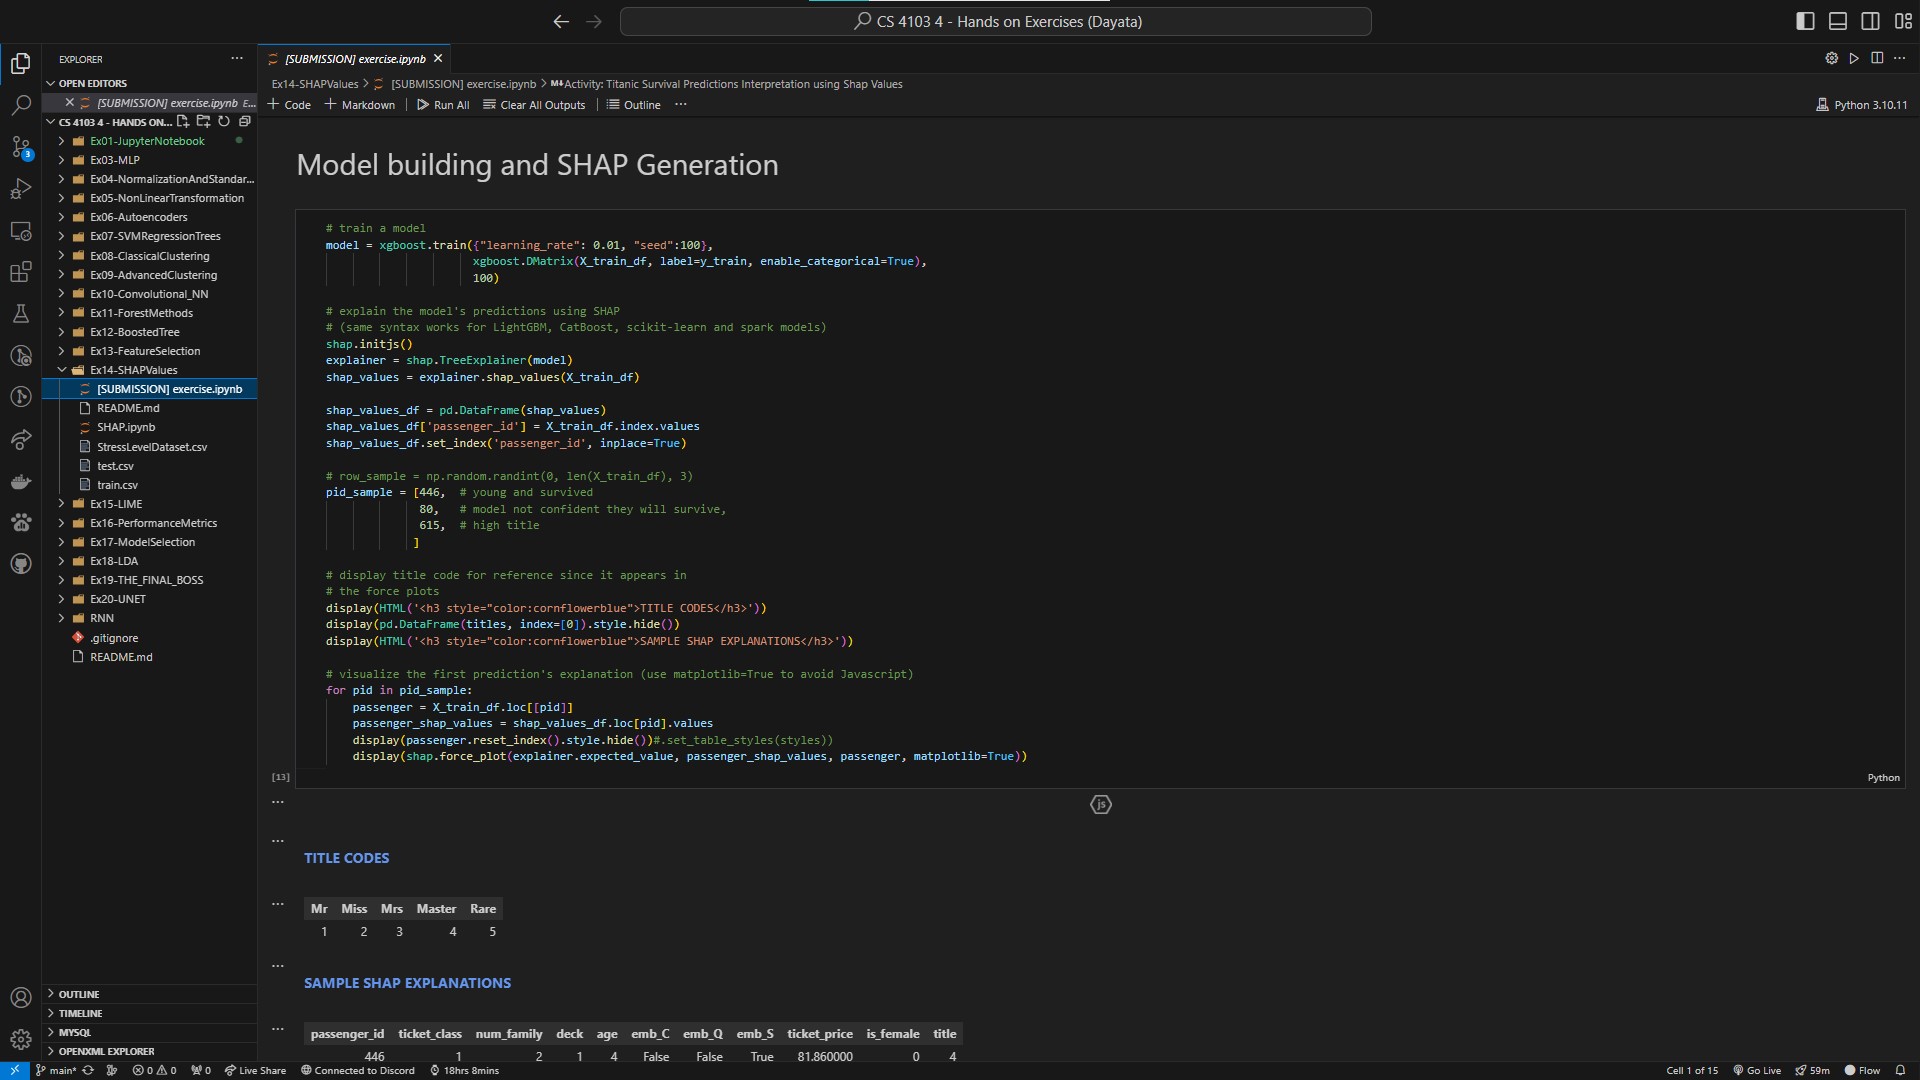 CS 4103 4 - Hands on Exercises (Dayata)
EXPLORER
[SUBMISSION] exercise.ipynb
OPEN EDITORS
[SUBMISSION] exercise.ipynb E...
CS 4103 4 - HANDS ON...
Ex01-JupyterNotebook
Ex03-MLP
Ex04-NormalizationAndStandar...
Ex05-NonLinearTransformation
Ex06-Autoencoders
Ex07-SVMRegressionTrees
Ex08-ClassicalClustering
Ex09-AdvancedClustering
Ex10-Convolutional_NN
Ex11-ForestMethods
Ex12-BoostedTree
Ex13-FeatureSelection
Ex14-SHAPValues
[SUBMISSION] exercise.ipynb
README.md
SHAP.ipynb
StressLevelDataset.csv
test.csv
train.csv
Ex15-LIME
Ex16-PerformanceMetrics
Ex17-ModelSelection
Ex18-LDA
Ex19-THE_FINAL_BOSS
Ex20-UNET
RNN
.gitignore
README.md
OUTLINE
TIMELINE
MYSQL
OPENXML EXPLORER
3
Ex14-SHAPValues > [SUBMISSION] exercise.ipynb > M↓Activity: Titanic Survival Predictions Interpretation using Shap Values
+ Code + Markdown | Run All Clear All Outputs | Outline ...
Python 3.10.11
Model building and SHAP Generation
# train a model
model = xgboost.train({"learning_rate": 0.01, "seed":100},
xgboost.DMatrix(X_train_df, label=y_train, enable_categorical=True),
100)
# explain the model's predictions using SHAP
# (same syntax works for LightGBM, CatBoost, scikit-learn and spark models)
shap.initjs()
explainer = shap.TreeExplainer(model)
shap_values = explainer.shap_values(X_train_df)
shap_values_df = pd.DataFrame(shap_values)
shap_values_df['passenger_id'] = X_train_df.index.values
shap_values_df.set_index('passenger_id', inplace=True)
# row_sample = np.random.randint(0, len(X_train_df), 3)
pid_sample = [446, # young and survived
80, # model not confident they will survive,
615, # high title
]
# display title code for reference since it appears in
# the force plots
display(HTML('<h3 style="color:cornflowerblue">TITLE CODES</h3>'))
display(pd.DataFrame(titles, index=[0]).style.hide())
display(HTML('<h3 style="color:cornflowerblue">SAMPLE SHAP EXPLANATIONS</h3>'))
# visualize the first prediction's explanation (use matplotlib=True to avoid Javascript)
for pid in pid_sample:
passenger = X_train_df.loc[[pid]]
passenger_shap_values = shap_values_df.loc[pid].values
display(passenger.reset_index().style.hide())#.set_table_styles(styles))
display(shap.force_plot(explainer.expected_value, passenger_shap_values, passenger, matplotlib=True))
[13]
Python
js
TITLE CODES
Mr Miss Mrs Master Rare
1 2 3 4 5
SAMPLE SHAP EXPLANATIONS
passenger_id ticket_class num_family deck age emb_C emb_Q emb_S ticket_price is_female title
446 1 2 1 4 False False True 81.860000 0 4
main* 0 0 0 Live Share Connected to Discord 18hrs 8mins
Cell 1 of 15 Go Live 59m Flow